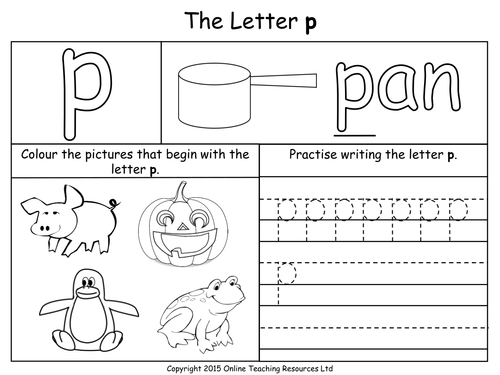 The Letter p
p
pan
Colour the pictures that begin with the
letter p.
Practise writing the letter p.
p p p p p p p
p
Copyright 2015 Online Teaching Resources Ltd